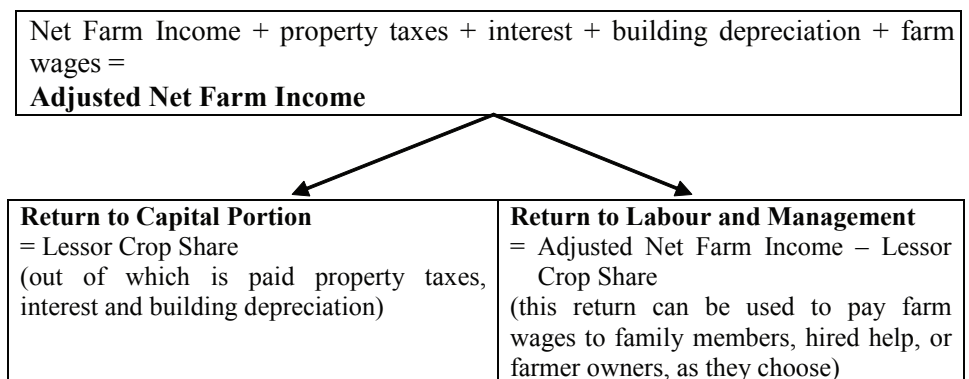 Net Farm Income + property taxes + interest + building depreciation + farm
wages =
Adjusted Net Farm Income
Return to Capital Portion
= Lessor Crop Share
(out of which is paid property taxes,
interest and building depreciation)
Return to Labour and Management
= Adjusted Net Farm Income – Lessor
Crop Share
(this return can be used to pay farm
wages to family members, hired help, or
farmer owners, as they choose)